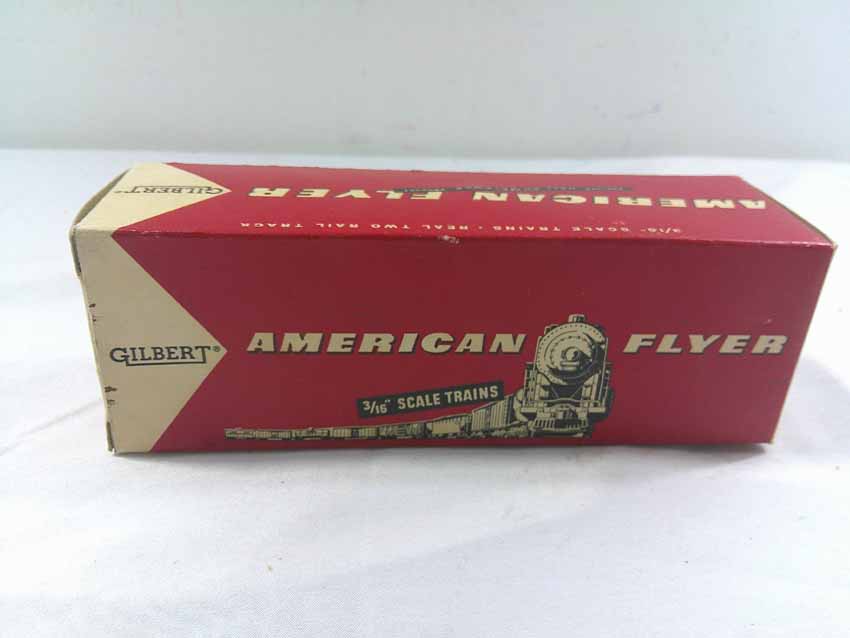 GILBERT®
AMERICAN FLYER
3/16" SCALE TRAINS • REAL TWO RAIL TRACK
GILBERT®
AMERICAN FLYER
3/16" SCALE TRAINS